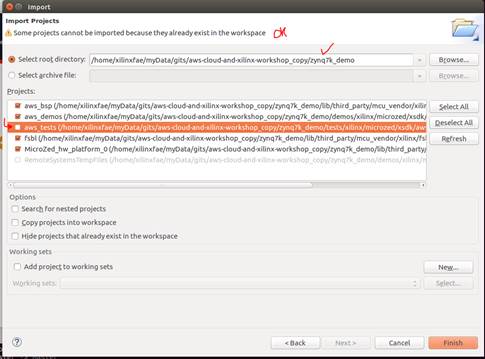 Import
Import Projects
Some projects cannot be imported because they already exist in the workspace
OK
Select root directory: /home/xilinxfae/myData/gits/aws-cloud-and-xilinx-workshop_copy/zynq7k_demo Browse...
Select archive file: Browse...
Projects:
aws_bsp (/home/xilinxfae/myData/gits/aws-cloud-and-xilinx-workshop_copy/zynq7k_demo/lib/third_party/mcu_vendor/xilinx/ Select All
aws_demos (/home/xilinxfae/myData/gits/aws-cloud-and-xilinx-workshop_copy/zynq7k_demo/demos/xilinx/microzed/xsdk/ Deselect All
aws_tests (/home/xilinxfae/myData/gits/aws-cloud-and-xilinx-workshop_copy/zynq7k_demo/tests/xilinx/microzed/xsdk/aws
fsbl (/home/xilinxfae/myData/gits/aws-cloud-and-xilinx-workshop_copy/zynq7k_demo/lib/third_party/mcu_vendor/xilinx/fsl Refresh
MicroZed_hw_platform_0 (/home/xilinxfae/myData/gits/aws-cloud-and-xilinx-workshop_copy/zynq7k_demo/lib/third_party/
RemoteSystemsTempFiles (/home/xilinxfae/myData/gits/aws-cloud-and-xilinx-workshop_copy/zynq7k_demo/demos/xilinx/
Options
Search for nested projects
Copy projects into workspace
Hide projects that already exist in the workspace
Working sets
Add project to working sets New...
Working sets: Select...
< Back Next > Cancel Finish